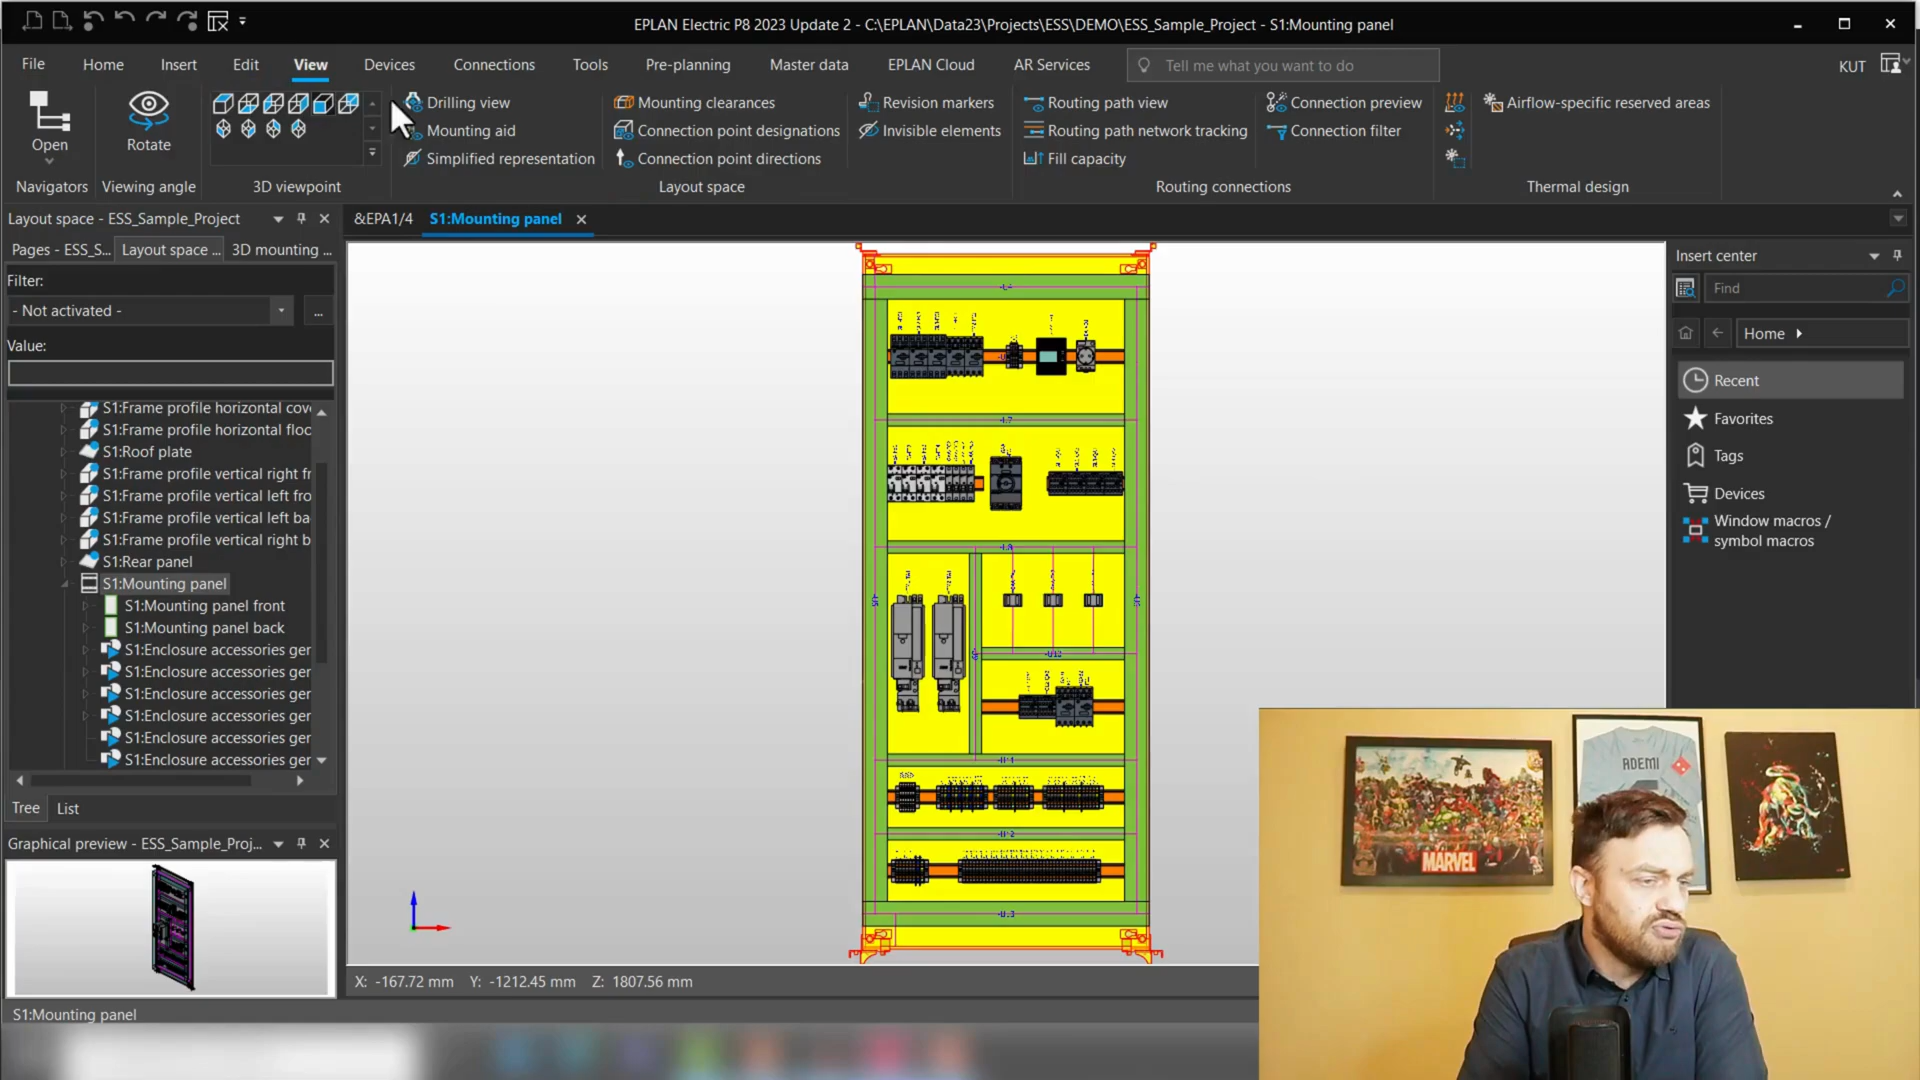 EPLAN Electric P8 2023 Update 2 - C:\EPLAN\Data23\Projects\ESS\DEMO\ESS_Sample_Project - S1:Mounting panel
File Home Insert Edit View Devices Connections Tools Pre-planning Master data EPLAN Cloud AR Services Tell me what you want to do KUT
Drilling view Mounting clearances Revision markers Routing path view Connection preview Airflow-specific reserved areas
Mounting aid Connection point designations Invisible elements Routing path network tracking Connection filter
Open Rotate
Simplified representation Connection point directions Fill capacity
Navigators Viewing angle 3D viewpoint Layout space Routing connections Thermal design
Layout space - ESS_Sample_Project
&EPA1/4 S1:Mounting panel
Pages - ESS_S... Layout space ... 3D mounting ...
Filter:
- Not activated -
...
Value:
S1:Frame profile horizontal cov
S1:Frame profile horizontal floo
S1:Roof plate
S1:Frame profile vertical right fr
S1:Frame profile vertical left fro
S1:Frame profile vertical left ba
S1:Frame profile vertical right b
S1:Rear panel
S1:Mounting panel
S1:Mounting panel front
S1:Mounting panel back
S1:Enclosure accessories ger
S1:Enclosure accessories ger
S1:Enclosure accessories ger
S1:Enclosure accessories ger
S1:Enclosure accessories ger
S1:Enclosure accessories ger
Tree List
Graphical preview - ESS_Sample_Proj...
X: -167.72 mm Y: -1212.45 mm Z: 1807.56 mm
S1:Mounting panel
Insert center
Find
Home
Recent
Favorites
Tags
Devices
Window macros /
symbol macros
ADEMI
MARVEL